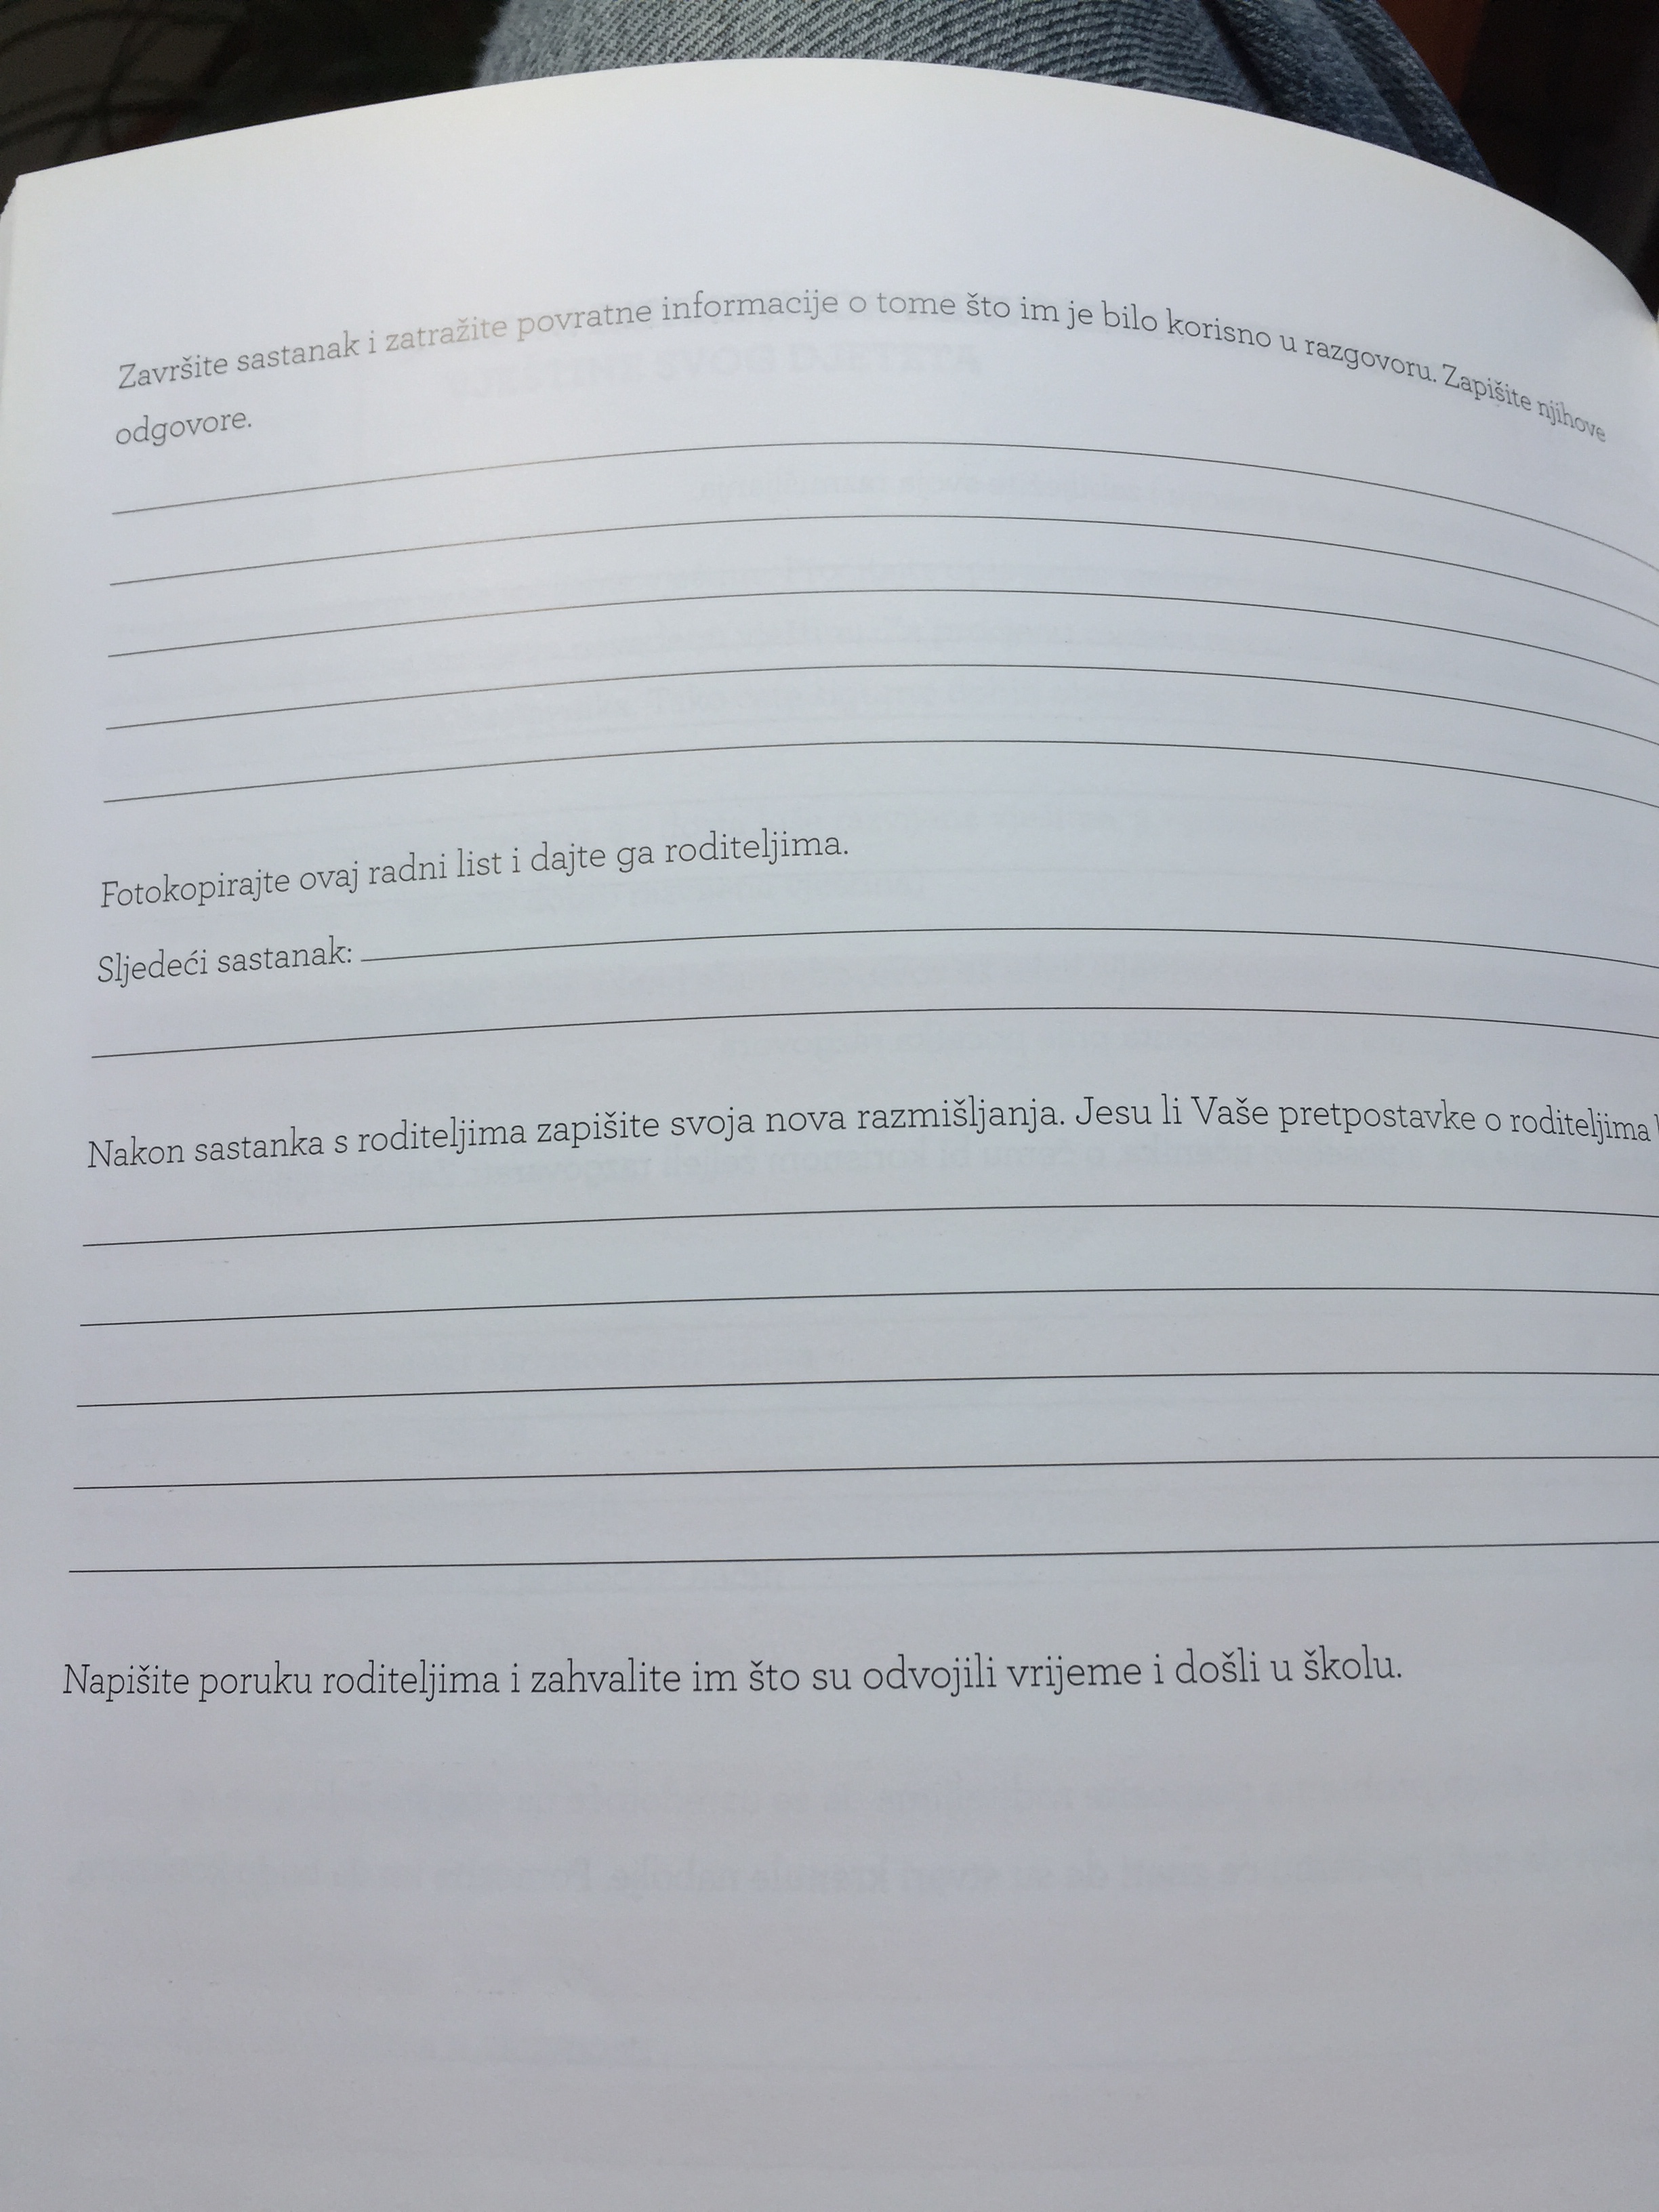 Završite sastanak i zatražite povratne informacije o tome što im je bilo korisno u razgovoru. Zapišite njihove
odgovore.
Fotokopirajte ovaj radni list i dajte ga roditeljima.
Sljedeći sastanak:
Nakon sastanka s roditeljima zapišite svoja nova razmišljanja. Jesu li Vaše pretpostavke o roditeljima
Napišite poruku roditeljima i zahvalite im što su odvojili vrijeme i došli u školu.